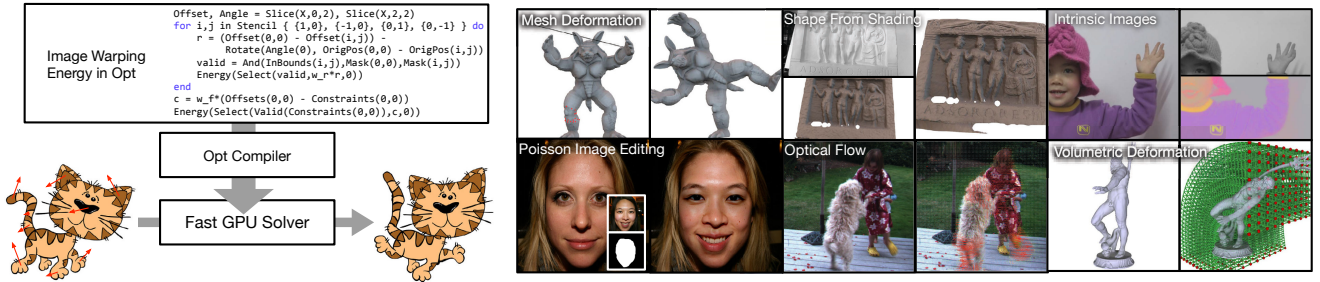 Image Warping
Energy in Opt
Offset, Angle = Slice(X,0,2), Slice(X,2,2)
for i,j in Stencil { {1,0}, {-1,0}, {0,1}, {0,-1} } do
r = (Offset(0,0) - Offset(i,j)) -
Rotate(Angle(0), OrigPos(0,0) - OrigPos(i,j))
valid = And(InBounds(i,j),Mask(0,0),Mask(i,j))
Energy(Select(valid,w_r*r,0))
end
c = w_f*(Offsets(0,0) - Constraints(0,0))
Energy(Select(Valid(Constraints(0,0)),c,0))
Opt Compiler
Fast GPU Solver
Mesh Deformation
Shape From Shading
Intrinsic Images
Poisson Image Editing
Optical Flow
Volumetric Deformation